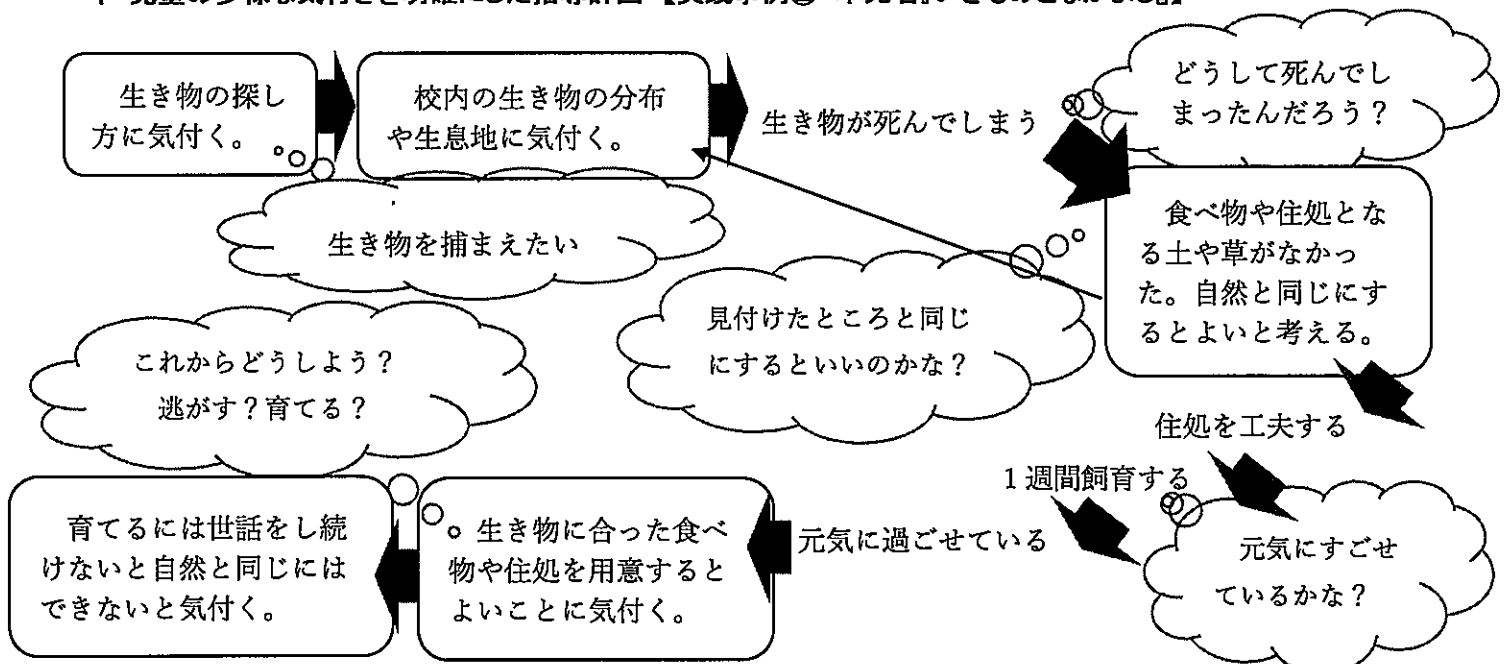 生き物の探し
方に気付く。
校内の生き物の分布
や生息地に気付く。
生き物が死んでしまう
どうして死んでし
まったんだろう？
生き物を捕まえたい
食べ物や住処とな
る土や草がなかっ
た。自然と同じにす
るとよいと考える。
見付けたところと同じ
にするといいのかな？
住処を工夫する
1週間飼育する
元気にすごせ
ているかな？
元気に過ごせている
生き物に合った食べ
物や住処を用意すると
よいことに気付く。
これからどうしよう？
逃がす？育てる？
育てるには世話をし続
けないと自然と同じには
できないと気付く。